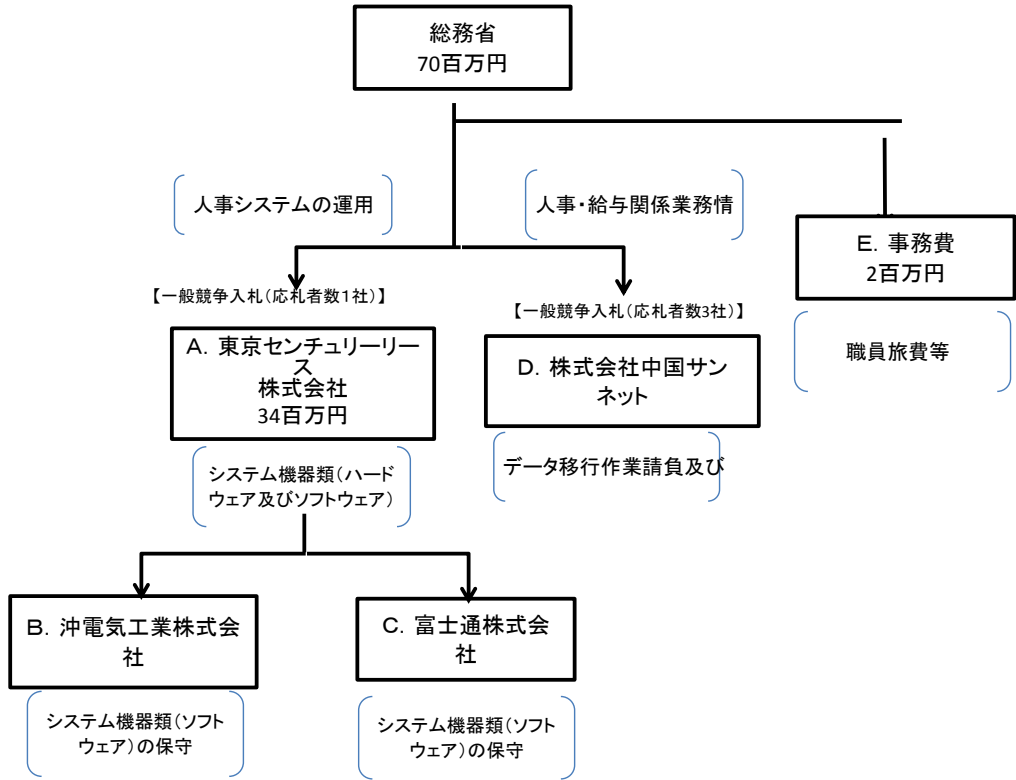 総務省
70百万円
人事システムの運用
人事・給与関係業務情
E. 事務費
2百万円
【一般競争入札(応札者数1社)】
【一般競争入札(応札者数3社)】
職員旅費等
A. 東京センチュリーリー
ス
株式会社
34百万円
D. 株式会社中国サン
ネット
システム機器類(ハード
ウェア及びソフトウェア)
データ移行作業請負及び
B. 沖電気工業株式会
社
C. 富士通株式会
社
システム機器類(ソフト
ウェア)の保守
システム機器類(ソフト
ウェア)の保守